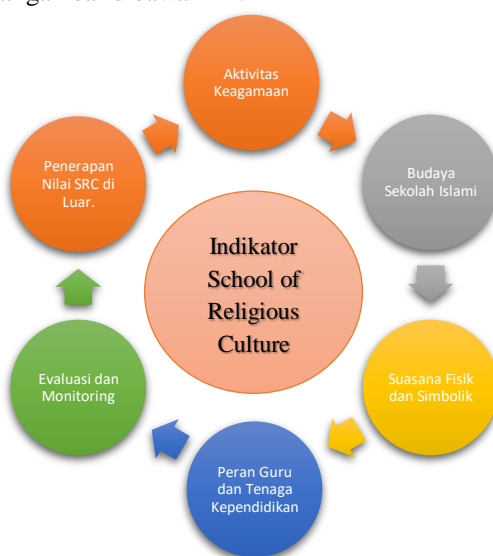 Aktivitas
Keagamaan
Budaya
Sekolah Islami
Suasana Fisik
dan Simbolik
Peran Guru
dan Tenaga
Kependidikan
Evaluasi dan
Monitoring
Penerapan
Nilai SRC di
Luar.
Indikator
School of
Religious
Culture